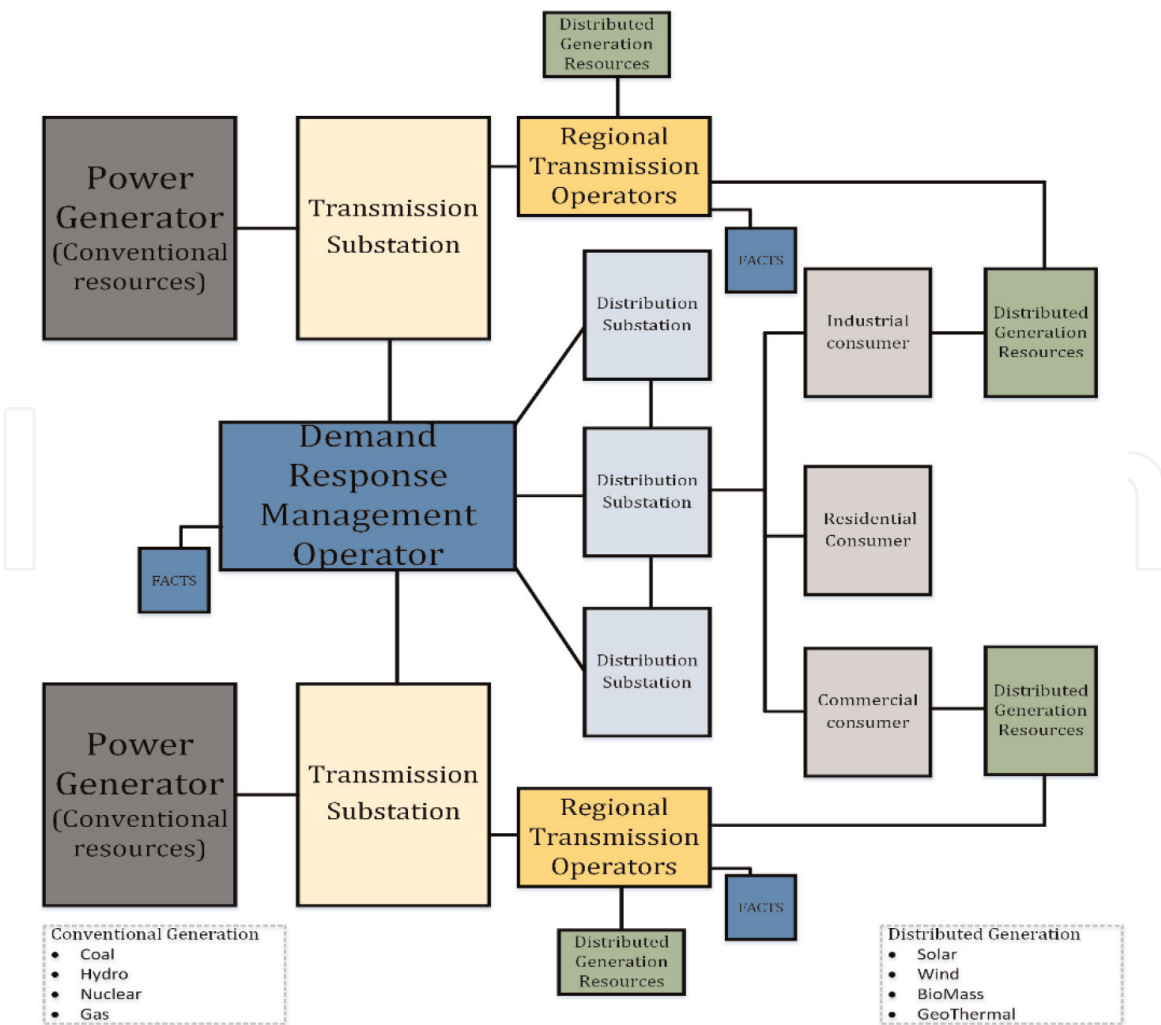 Distributed
Generation
Resources
Power
Generator
(Conventional
resources)
Transmission
Substation
Regional
Transmission
Operators
FACTS
Distribution
Substation
Industrial
consumer
Distributed
Generation
Resources
Demand
Response
Management
Operator
FACTS
Distribution
Substation
Residential
Consumer
Distribution
Substation
Commercial
consumer
Distributed
Generation
Resources
Power
Generator
(Conventional
resources)
Transmission
Substation
Regional
Transmission
Operators
FACTS
Distributed
Generation
Resources
Conventional Generation
• Coal
• Hydro
• Nuclear
• Gas
Distributed Generation
• Solar
• Wind
• BioMass
• GeoThermal